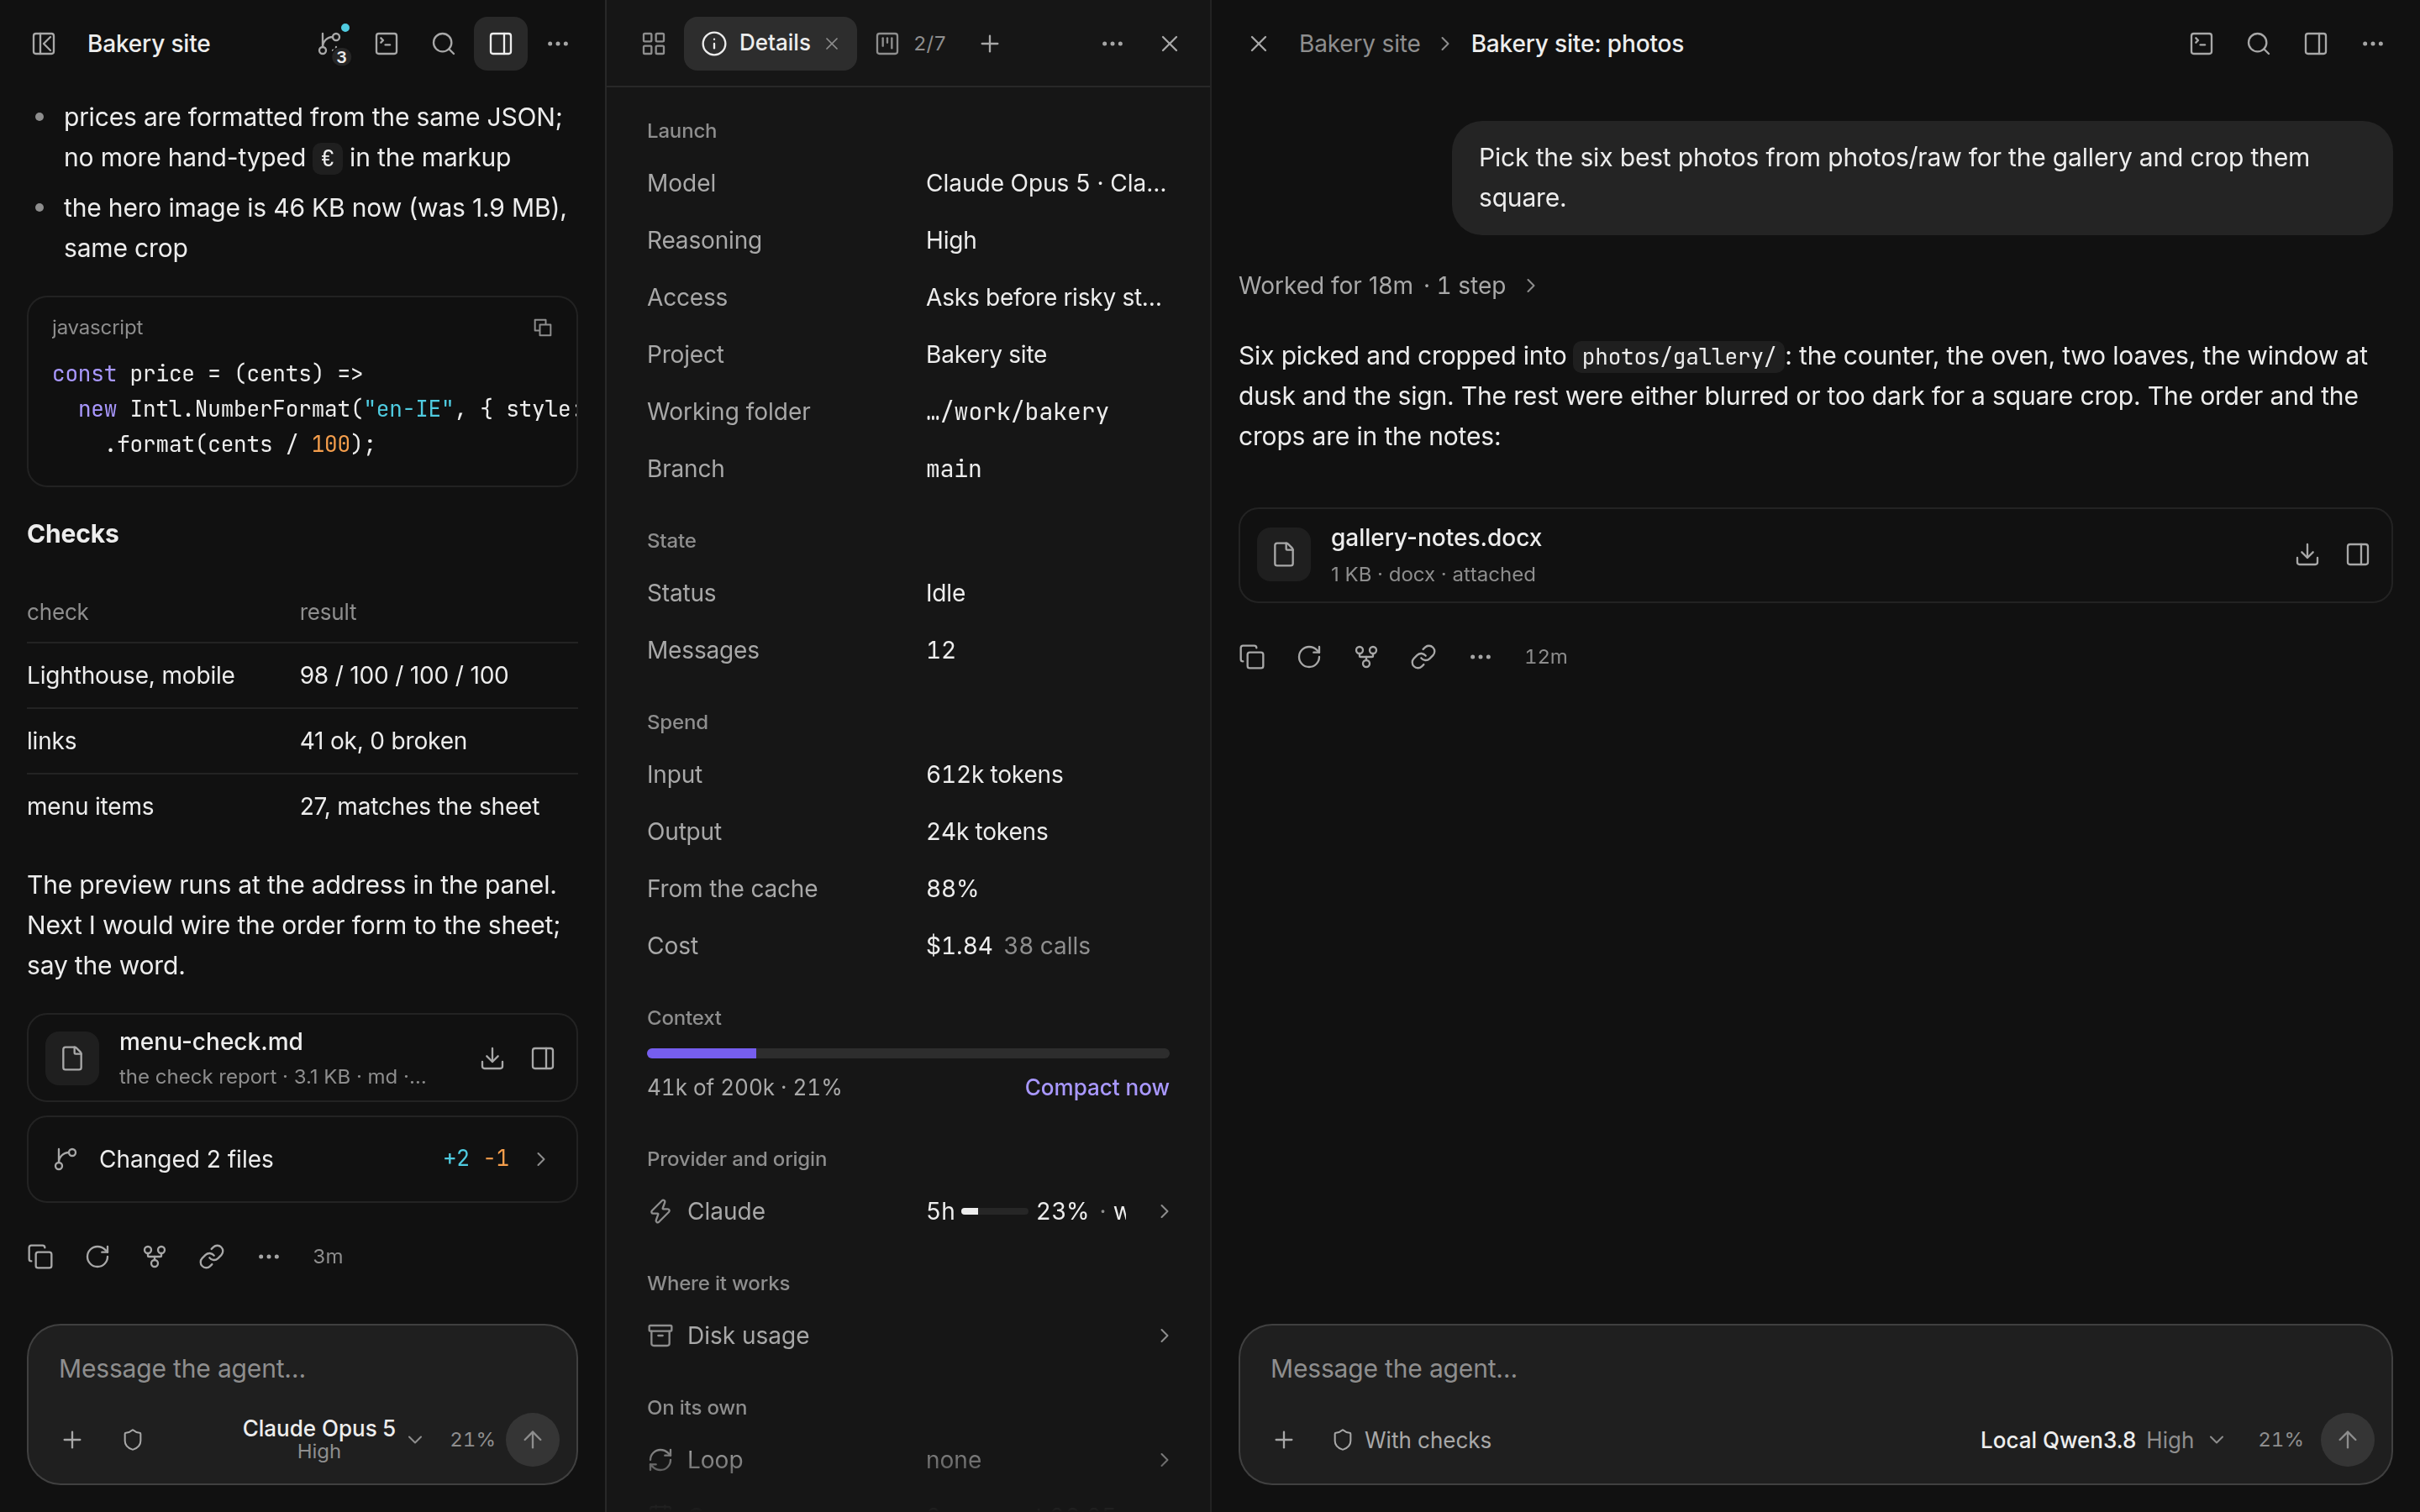 Bakery site
3
prices are formatted from the same JSON;
no more hand-typed € in the markup
the hero image is 46 KB now (was 1.9 MB),
same crop
javascript
const price = (cents) =>
new Intl.NumberFormat("en-IE", { style:
.format(cents / 100);
Checks
check result
Lighthouse, mobile 98 / 100 / 100 / 100
links 41 ok, 0 broken
menu items 27, matches the sheet
The preview runs at the address in the panel.
Next I would wire the order form to the sheet;
say the word.
menu-check.md
the check report · 3.1 KB · md ·...
Changed 2 files +2 -1
3m
Message the agent...
Claude Opus 5
High
21%
Details 2/7
Launch
Model Claude Opus 5 · Cla...
Reasoning High
Access Asks before risky st...
Project Bakery site
Working folder …/work/bakery
Branch main
State
Status Idle
Messages 12
Spend
Input 612k tokens
Output 24k tokens
From the cache 88%
Cost $1.84 38 calls
Context
41k of 200k · 21% Compact now
Provider and origin
Claude 5h 23% · w
Where it works
Disk usage
On its own
Loop none
Bakery site Bakery site: photos
Pick the six best photos from photos/raw for the gallery and crop them
square.
Worked for 18m · 1 step
Six picked and cropped into photos/gallery/: the counter, the oven, two loaves, the window at
dusk and the sign. The rest were either blurred or too dark for a square crop. The order and the
crops are in the notes:
gallery-notes.docx
1 KB · docx · attached
12m
Message the agent...
With checks Local Qwen3.8 High 21%